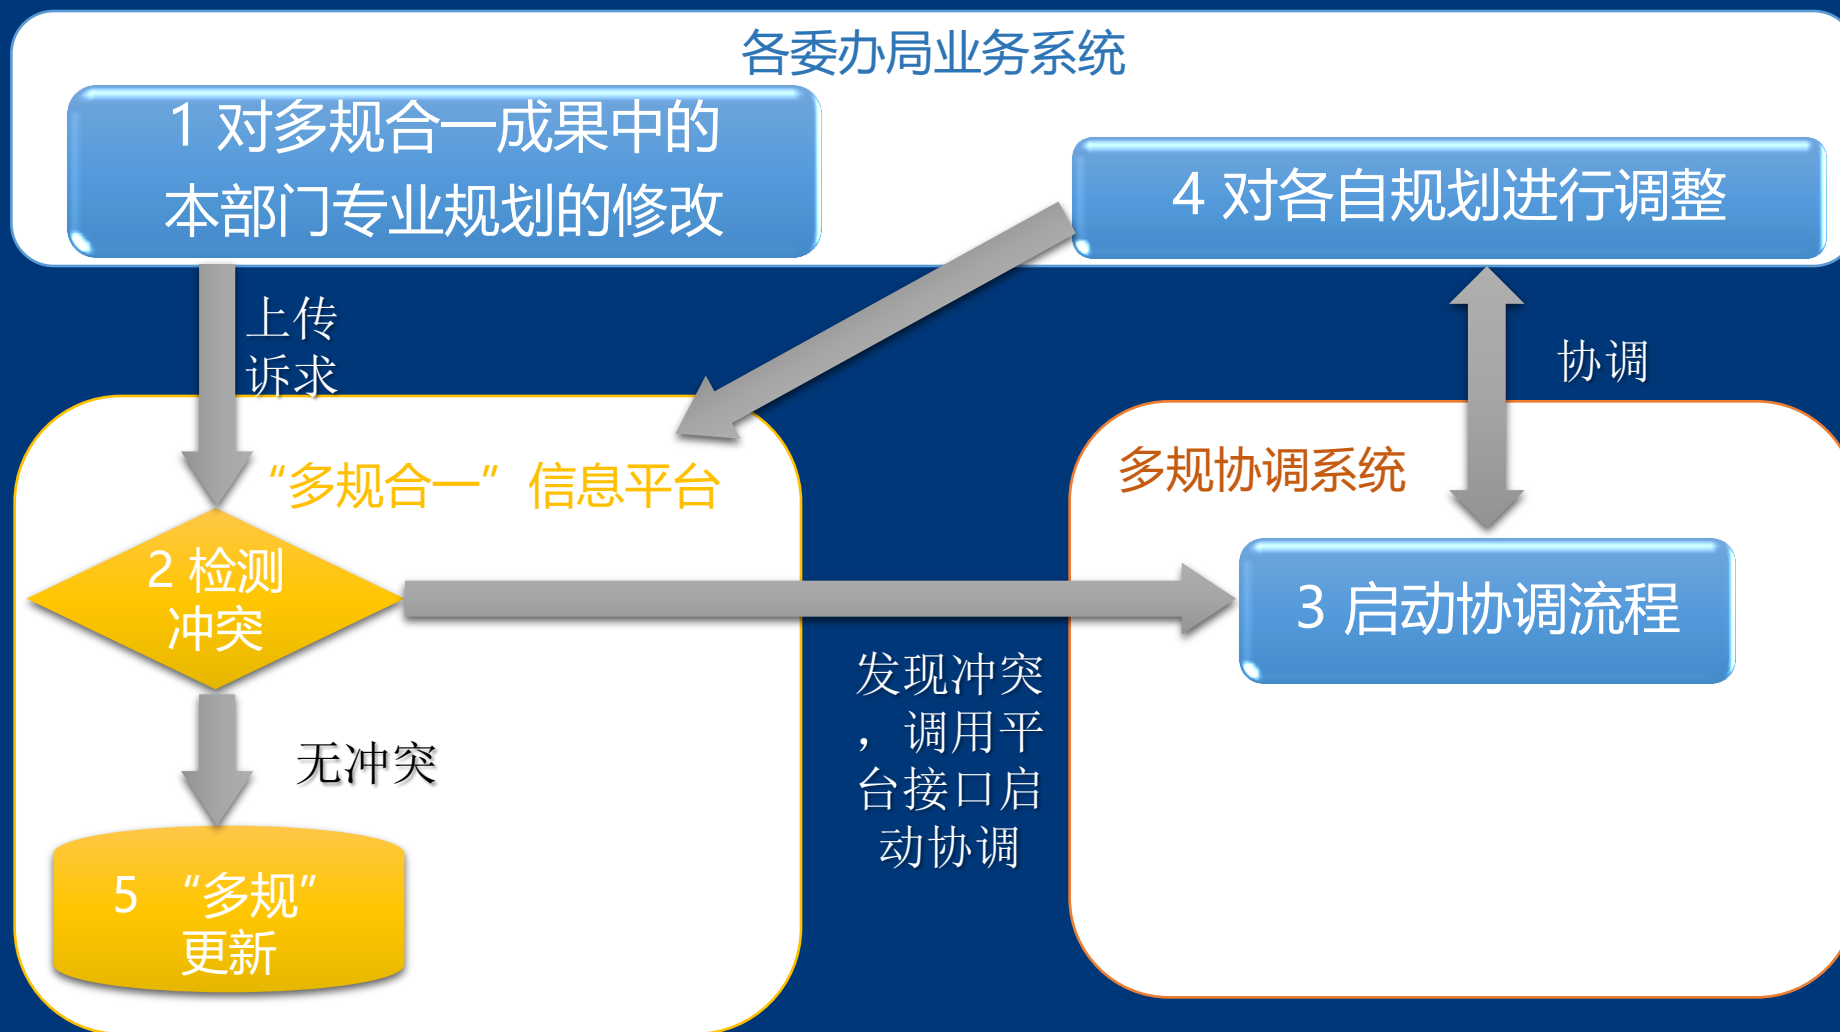 各委办局业务系统
1 对多规合一成果中的
本部门专业规划的修改
4 对各自规划进行调整
上传
诉求
协调
“多规合一”信息平台
多规协调系统
2 检测
冲突
3 启动协调流程
发现冲突
，调用平
台接口启
动协调
无冲突
5 “多规”
更新